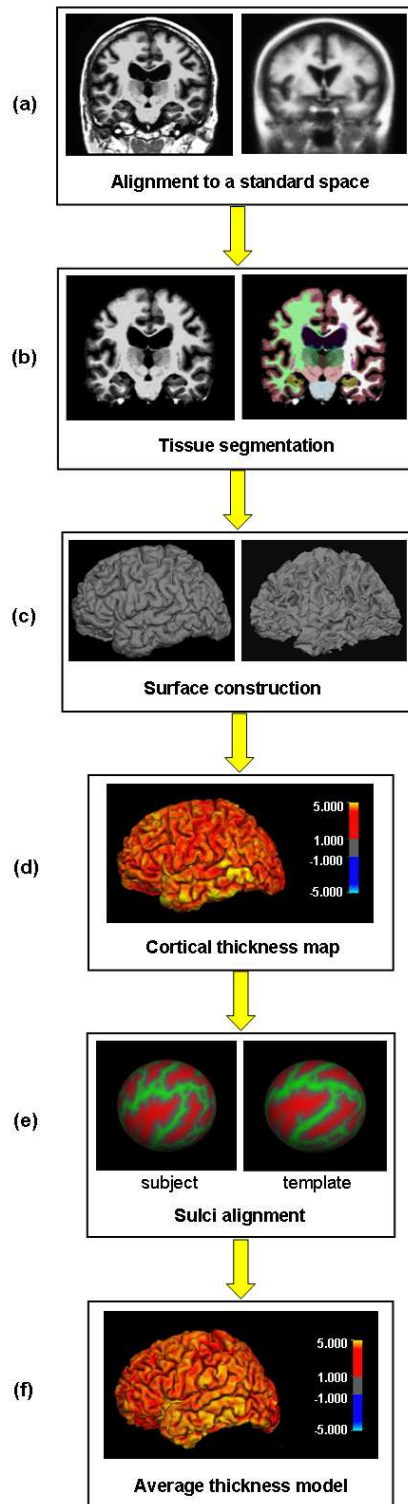 (a)
Alignment to a standard space
(b)
Tissue segmentation
(c)
Surface construction
(d)
5.000
1.000
-1.000
-5.000
Cortical thickness map
(e)
subject template
Sulci alignment
(f)
5.000
1.000
-1.000
-5.000
Average thickness model